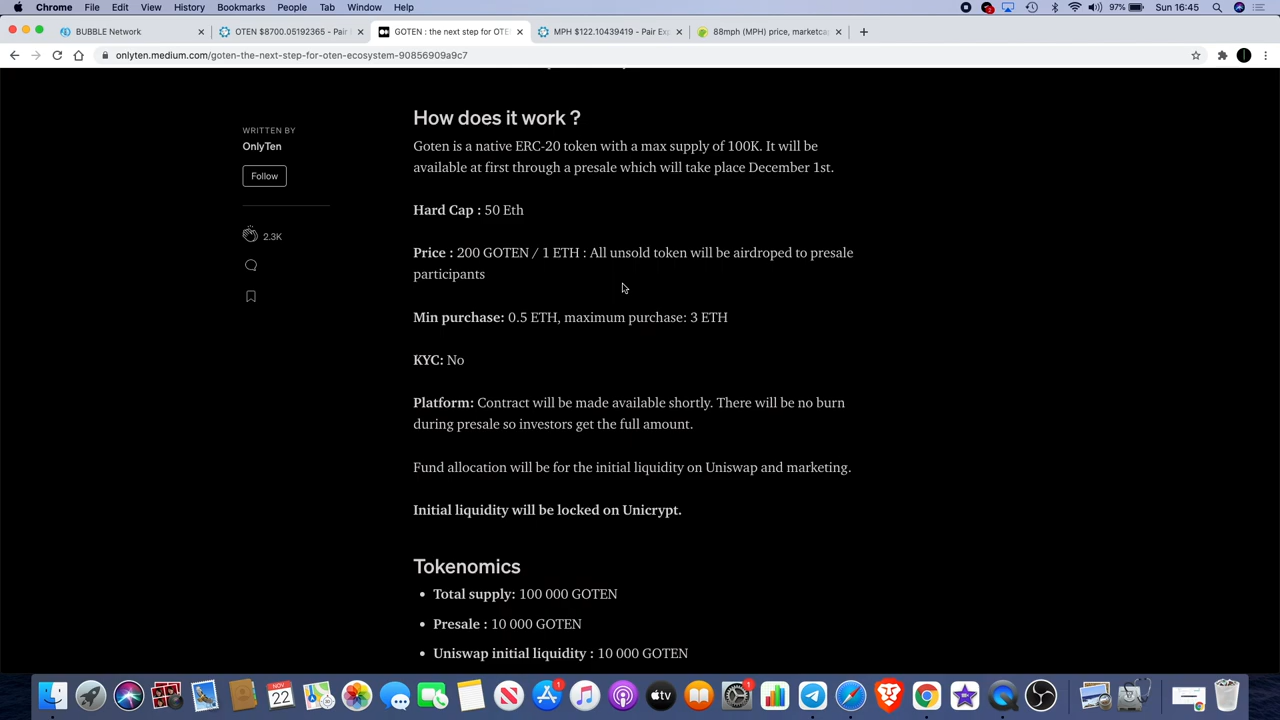 Chrome File Edit View History Bookmarks People Tab Window Help 97% Sun 16:45
BUBBLE Network
OTEN $8700.05192365 - Pair
GOTEN : the next step for OTE
MPH $122.10439419 - Pair Ex
88mph (MPH) price, marketca
onlyten.medium.com/goten-the-next-step-for-oten-ecosystem-90856909a9c7
WRITTEN BY
OnlyTen
Follow
2.3K
How does it work ?
Goten is a native ERC-20 token with a max supply of 100K. It will be
available at first through a presale which will take place December 1st.
Hard Cap : 50 Eth
Price : 200 GOTEN / 1 ETH : All unsold token will be airdroped to presale
participants
Min purchase: 0.5 ETH, maximum purchase: 3 ETH
KYC: No
Platform: Contract will be made available shortly. There will be no burn
during presale so investors get the full amount.
Fund allocation will be for the initial liquidity on Uniswap and marketing.
Initial liquidity will be locked on Unicrypt.
Tokenomics
• Total supply: 100 000 GOTEN
• Presale : 10 000 GOTEN
• Uniswap initial liquidity : 10 000 GOTEN
NOV
22
tv
1
1